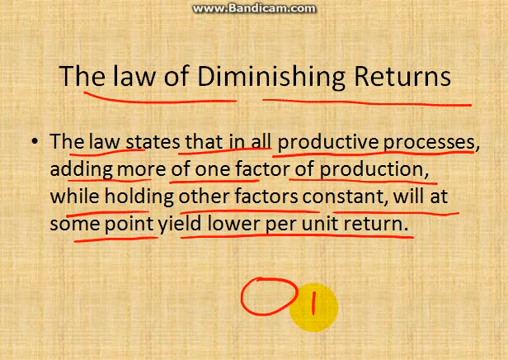 www.Bandicam.com
The law of Diminishing Returns
• The law states that in all productive processes,
adding more of one factor of production,
while holding other factors constant, will at
some point yield lower per unit return.